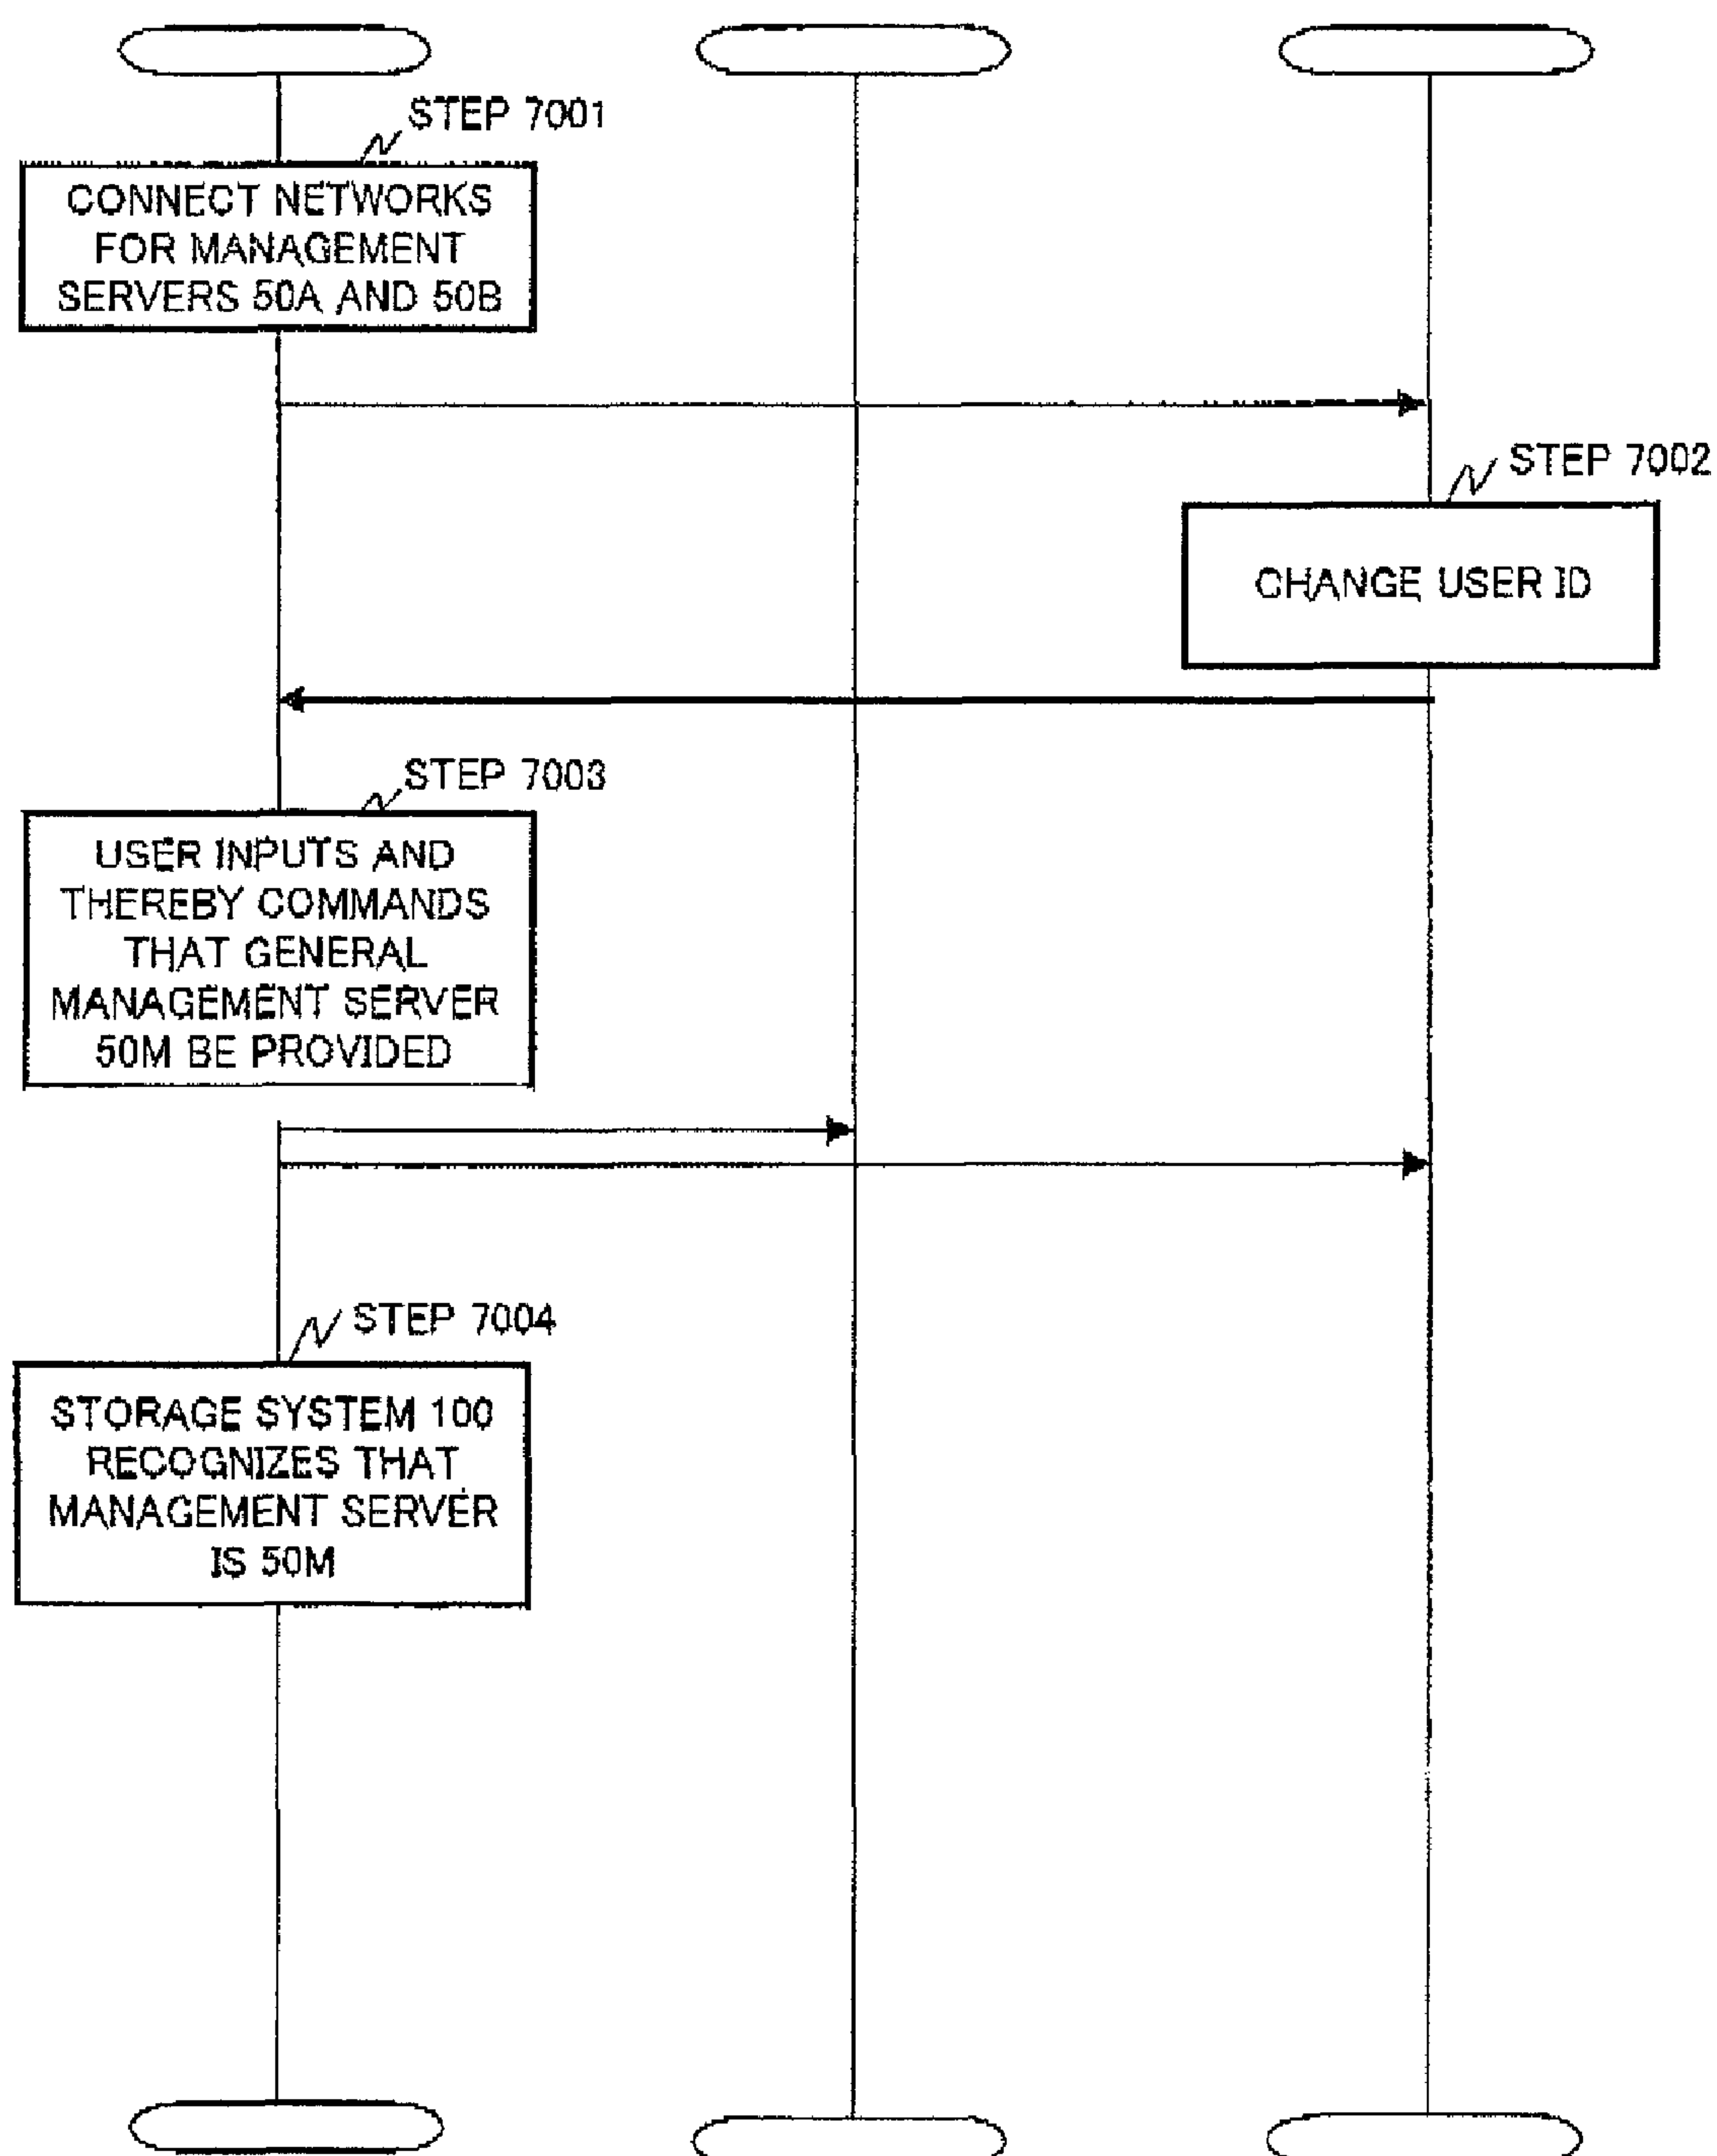 STEP 7001
CONNECT NETWORKS
FOR MANAGEMENT
SERVERS 50A AND 50B
STEP 7002
CHANGE USER ID
STEP 7003
USER INPUTS AND
THEREBY COMMANDS
THAT GENERAL
MANAGEMENT SERVER
50M BE PROVIDED
STEP 7004
STORAGE SYSTEM 100
RECOGNIZES THAT
MANAGEMENT SERVER
IS 50M